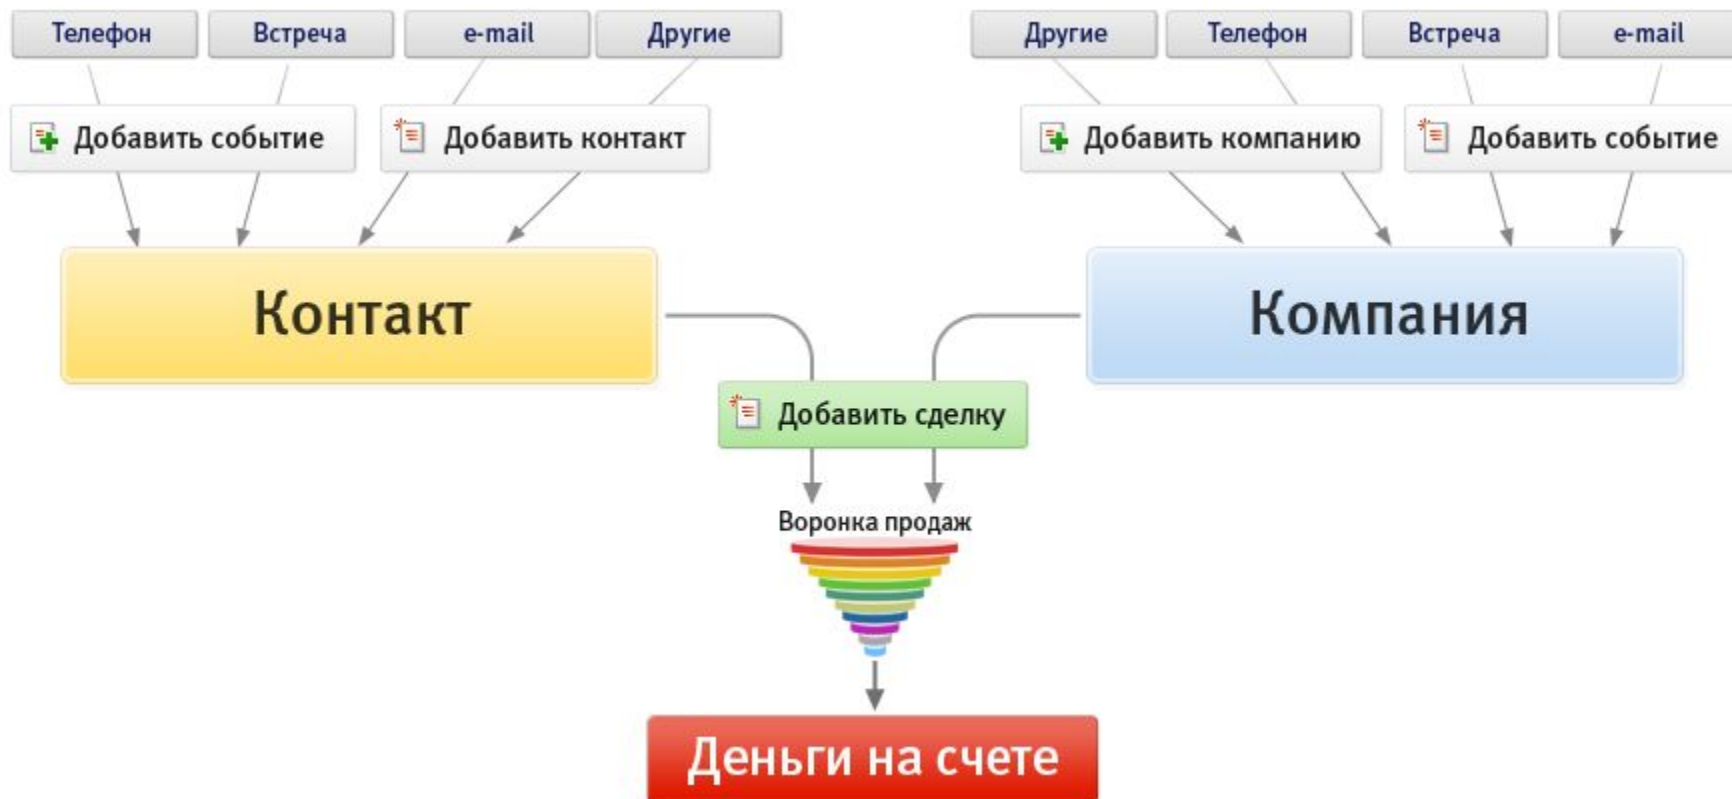 Телефон
Встреча
e-mail
Другие
Другие
Телефон
Встреча
e-mail
Добавить событие
Добавить контакт
Добавить компанию
Добавить событие
Контакт
Компания
Добавить сделку
Воронка продаж
Деньги на счете